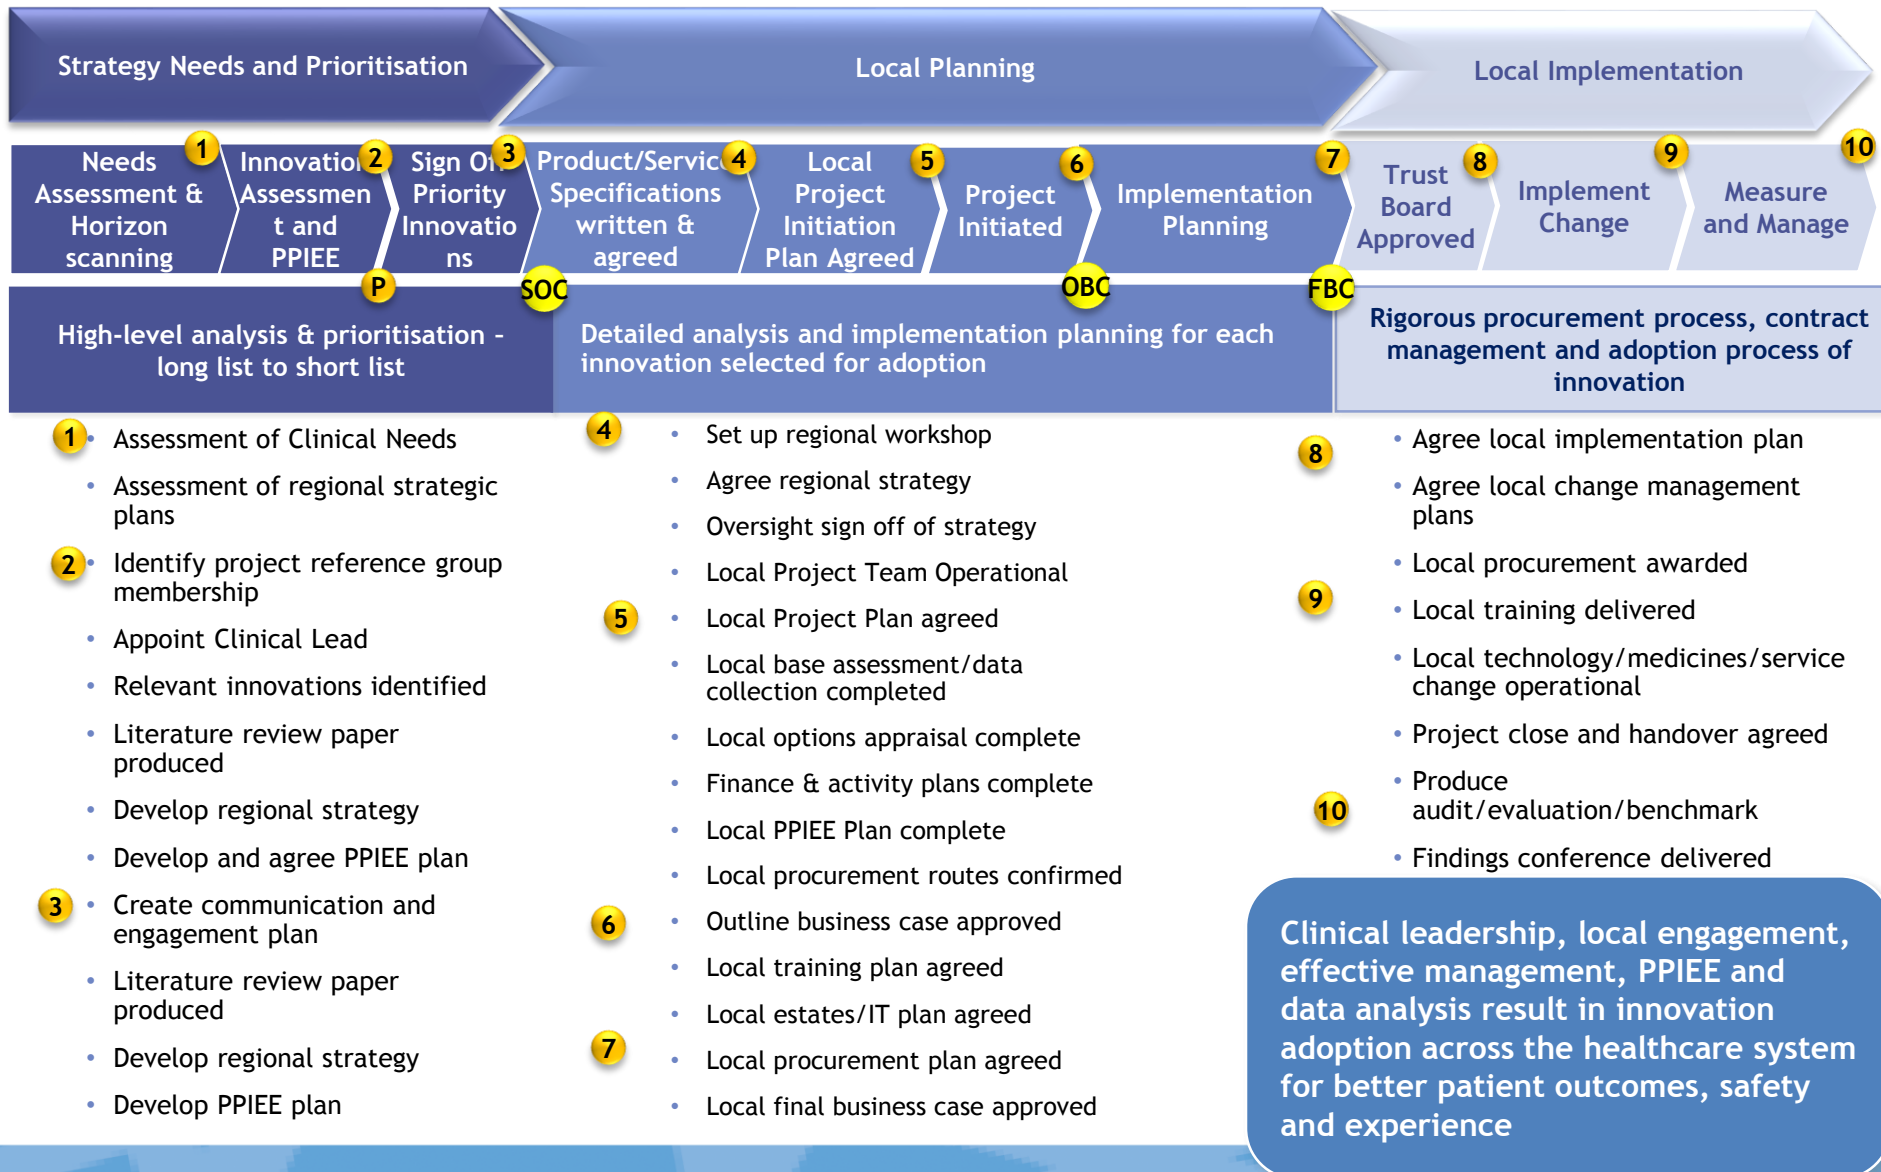 Strategy Needs and Prioritisation
Local Planning
Local Implementation
1
2
3
4
5
6
7
8
9
10
Needs
Assessment &
Horizon
scanning
Innovation
Assessmen
t and
PPIEE
Sign Off
Priority
Innovatio
ns
Product/Service
Specifications
written &
agreed
Local
Project
Initiation
Plan Agreed
Project
Initiated
Implementation
Planning
Trust
Board
Approved
Implement
Change
Measure
and Manage
P
SOC
OBC
FBC
High-level analysis & prioritisation –
long list to short list
Detailed analysis and implementation planning for each
innovation selected for adoption
Rigorous procurement process, contract
management and adoption process of
innovation
1
• Assessment of Clinical Needs
• Assessment of regional strategic
plans
2
• Identify project reference group
membership
• Appoint Clinical Lead
• Relevant innovations identified
• Literature review paper
produced
• Develop regional strategy
• Develop and agree PPIEE plan
3
• Create communication and
engagement plan
• Literature review paper
produced
• Develop regional strategy
• Develop PPIEE plan
4
• Set up regional workshop
• Agree regional strategy
• Oversight sign off of strategy
• Local Project Team Operational
5
• Local Project Plan agreed
• Local base assessment/data
collection completed
• Local options appraisal complete
• Finance & activity plans complete
• Local PPIEE Plan complete
• Local procurement routes confirmed
6
• Outline business case approved
• Local training plan agreed
• Local estates/IT plan agreed
7
• Local procurement plan agreed
• Local final business case approved
8
• Agree local implementation plan
• Agree local change management
plans
• Local procurement awarded
9
• Local training delivered
• Local technology/medicines/service
change operational
• Project close and handover agreed
• Produce
audit/evaluation/benchmark
10
• Findings conference delivered
Clinical leadership, local engagement,
effective management, PPIEE and
data analysis result in innovation
adoption across the healthcare system
for better patient outcomes, safety
and experience